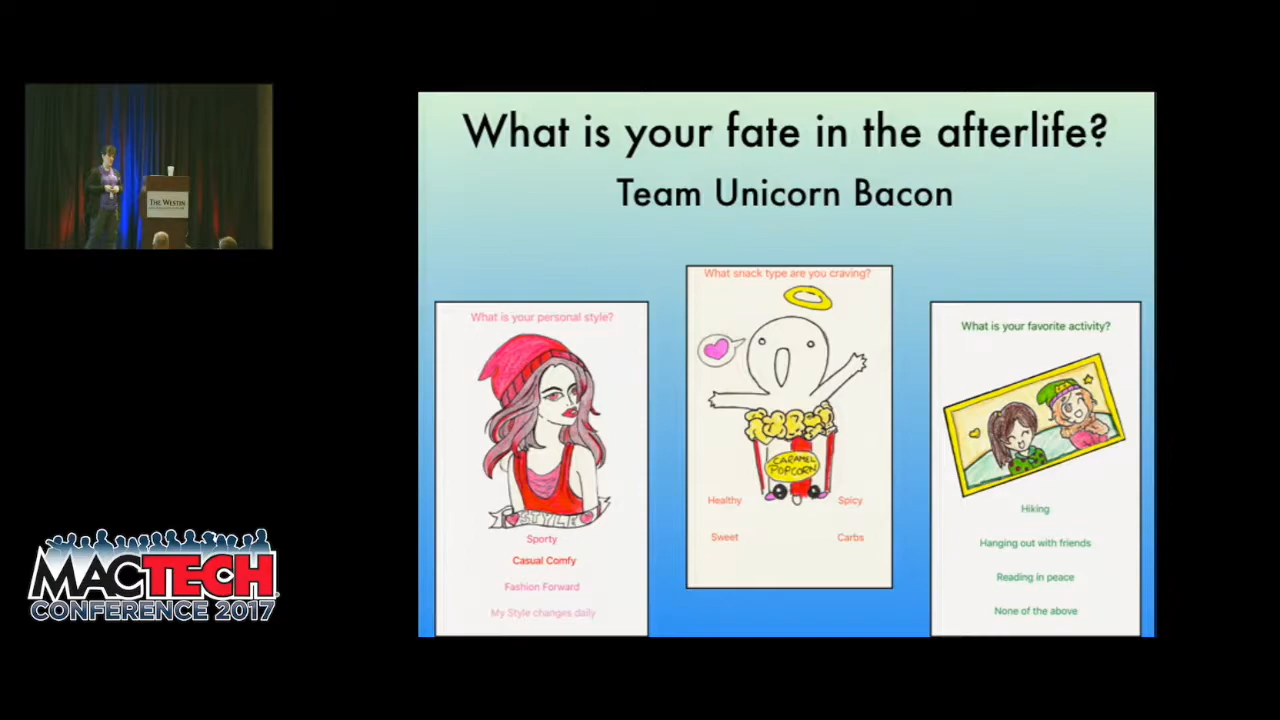 THE WESTIN
MACTECH
CONFERENCE 2017
What is your fate in the afterlife?
Team Unicorn Bacon
What is your personal style?
STYLE
Sporty
Casual Comfy
Fashion Forward
My Style changes daily
What snack type are you craving?
CARAMEL
POPCORN
Healthy
Spicy
Sweet
Carbs
What is your favorite activity?
Hiking
Hanging out with friends
Reading in peace
None of the above